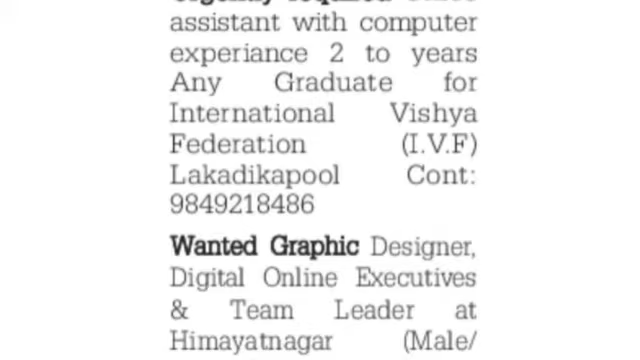 assistant with computer
experiance 2 to years
Any Graduate for
International Vishya
Federation (I.V.F)
Lakadikapool Cont:
9849218486
Wanted Graphic Designer,
Digital Online Executives
& Team Leader at
Himayatnagar (Male/